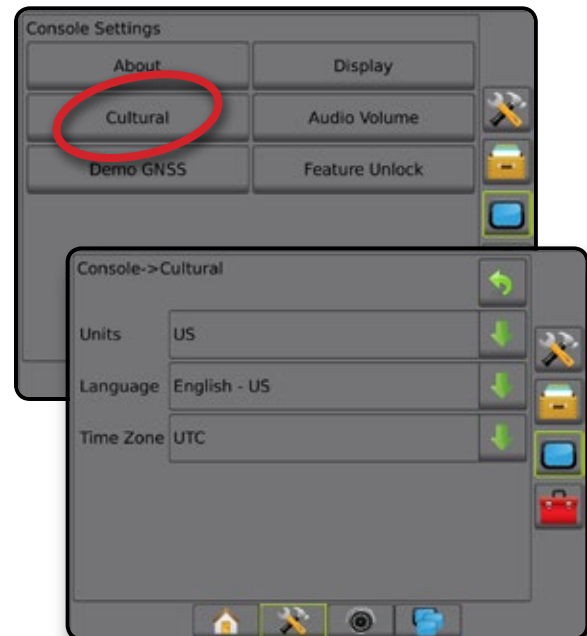 Console Settings
About Display
Cultural Audio Volume
Demo GNSS Feature Unlock
Console->Cultural
Units US
Language English - US
Time Zone UTC